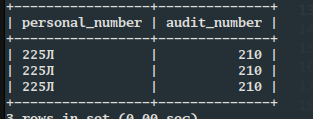 +-----------------+--------------+
| personal_number | audit_number |
+-----------------+--------------+
| 225Л            |          210 |
| 225Л            |          210 |
| 225Л            |          210 |
+-----------------+--------------+
3 rows in set (0.00 sec)